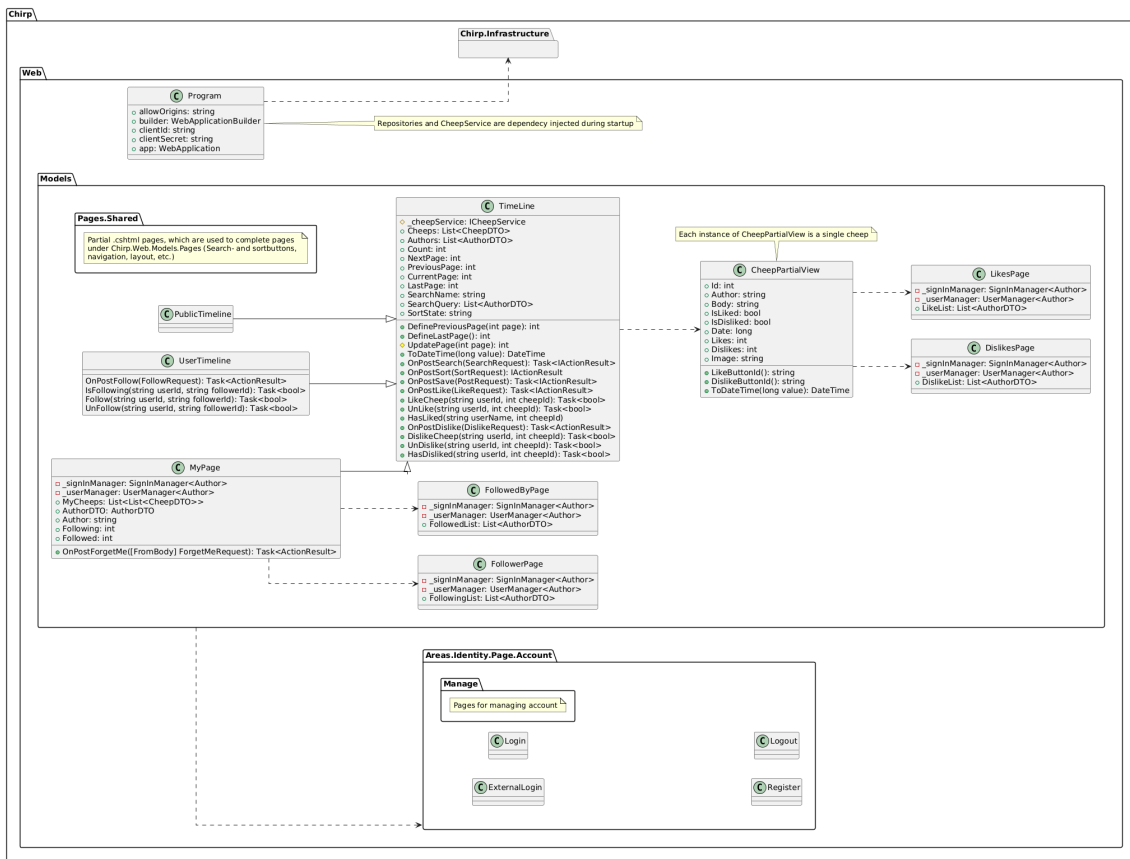 Chirp
Chirp.Infrastructure
Web
C Program
allowOrigins: string
builder: WebApplicationBuilder
clientId: string
clientSecret: string
app: WebApplication
Repositories and CheepService are dependecy injected during startup
Models
Pages.Shared
Partial .cshtml pages, which are used to complete pages
under Chirp.Web.Models.Pages (Search- and sortbuttons,
navigation, layout, etc.)
C TimeLine
_cheepService: ICheepService
Cheeps: List<CheepDTO>
Authors: List<AuthorDTO>
Count: int
NextPage: int
PreviousPage: int
CurrentPage: int
LastPage: int
SearchName: string
SearchQuery: List<AuthorDTO>
SortState: string
DefinePreviousPage(int page): int
DefineLastPage(): int
UpdatePage(int page): int
ToDateTime(long value): DateTime
OnPostSearch(SearchRequest): Task<IActionResult>
OnPostSort(SortRequest): IActionResult
OnPostSave(PostRequest): Task<IActionResult>
OnPostLike(LikeRequest): Task<ActionResult>
LikeCheep(string userId, int cheepId): Task<bool>
UnLike(string userId, int cheepId): Task<bool>
HasLiked(string userName, int cheepId)
OnPostDislike(DislikeRequest): Task<ActionResult>
DislikeCheep(string userId, int cheepId): Task<bool>
UnDislike(string userId, int cheepId): Task<bool>
HasDisliked(string userId, int cheepId): Task<bool>
Each instance of CheepPartialView is a single cheep
C CheepPartialView
Id: int
Author: string
Body: string
IsLiked: bool
IsDisliked: bool
Date: long
Likes: int
Dislikes: int
Image: string
LikeButtonId(): string
DislikeButtonId(): string
ToDateTime(long value): DateTime
C LikesPage
_signInManager: SignInManager<Author>
_userManager: UserManager<Author>
LikeList: List<AuthorDTO>
C DislikesPage
_signInManager: SignInManager<Author>
_userManager: UserManager<Author>
DislikeList: List<AuthorDTO>
C PublicTimeline
C UserTimeline
OnPostFollow(FollowRequest): Task<ActionResult>
IsFollowing(string userId, string followerId): Task<bool>
Follow(string userId, string followerId): Task<bool>
UnFollow(string userId, string followerId): Task<bool>
C MyPage
_signInManager: SignInManager<Author>
_userManager: UserManager<Author>
MyCheeps: List<List<CheepDTO>>
AuthorDTO: AuthorDTO
Author: string
Following: int
Followed: int
OnPostForgetMe([FromBody] ForgetMeRequest): Task<ActionResult>
C FollowedByPage
_signInManager: SignInManager<Author>
_userManager: UserManager<Author>
FollowedList: List<AuthorDTO>
C FollowerPage
_signInManager: SignInManager<Author>
_userManager: UserManager<Author>
FollowingList: List<AuthorDTO>
Areas.Identity.Page.Account
Manage
Pages for managing account
C Login
C Logout
C ExternalLogin
C Register